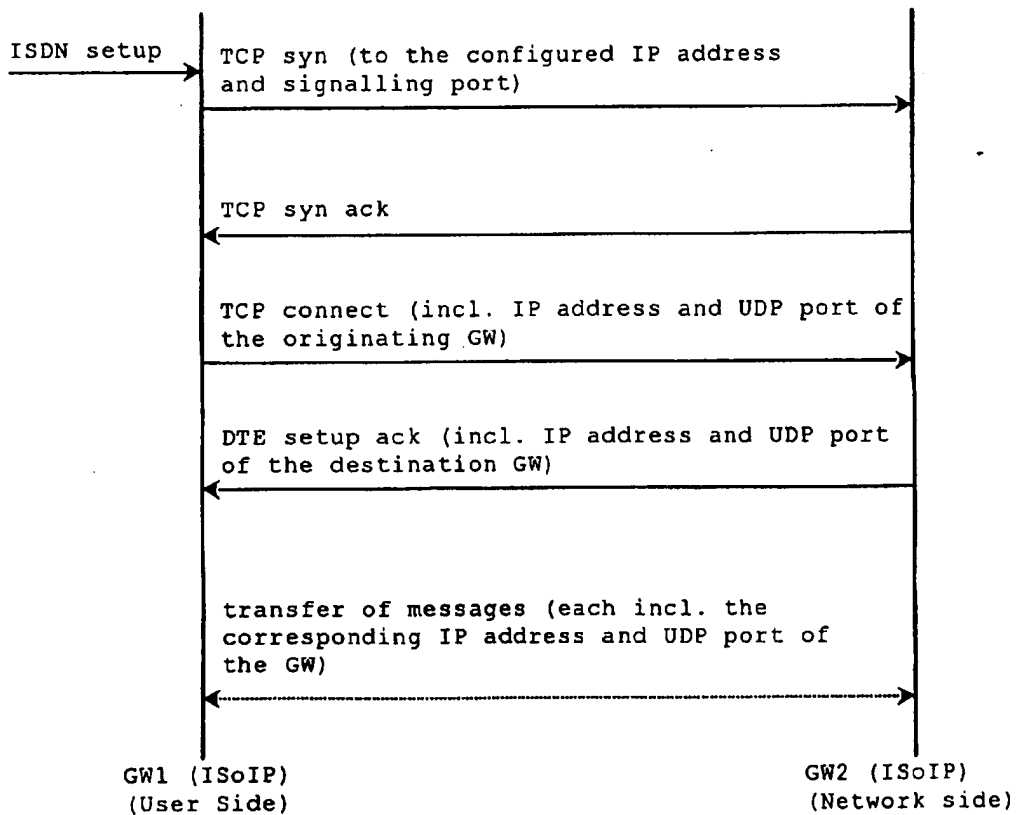 ISDN setup
TCP syn (to the configured IP address
and signalling port)
TCP syn ack
TCP connect (incl. IP address and UDP port of
the originating GW)
DTE setup ack (incl. IP address and UDP port
of the destination GW)
transfer of messages (each incl. the
corresponding IP address and UDP port of
the GW)
GW1 (ISoIP)
(User Side)
GW2 (ISoIP)
(Network side)